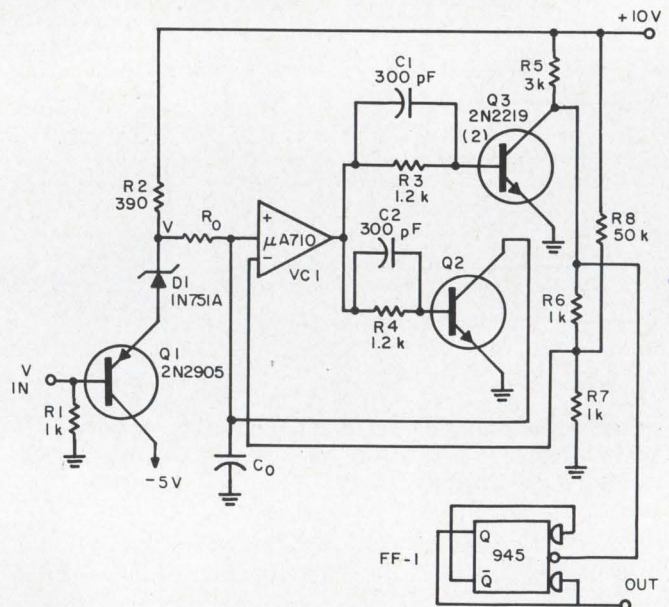 +10V
R5
3k
C1
300 pF
Q3
2N2219
(2)
R2
390
R3
1.2 k
V
R0
+
−
μA710
VC1
C2
300 pF
Q2
R8
50 k
D1
1N751A
R4
1.2 k
R6
1k
Q1
2N2905
V
IN
R1
1k
R7
1k
-5V
C0
FF-1
Q
945
Q̄
OUT